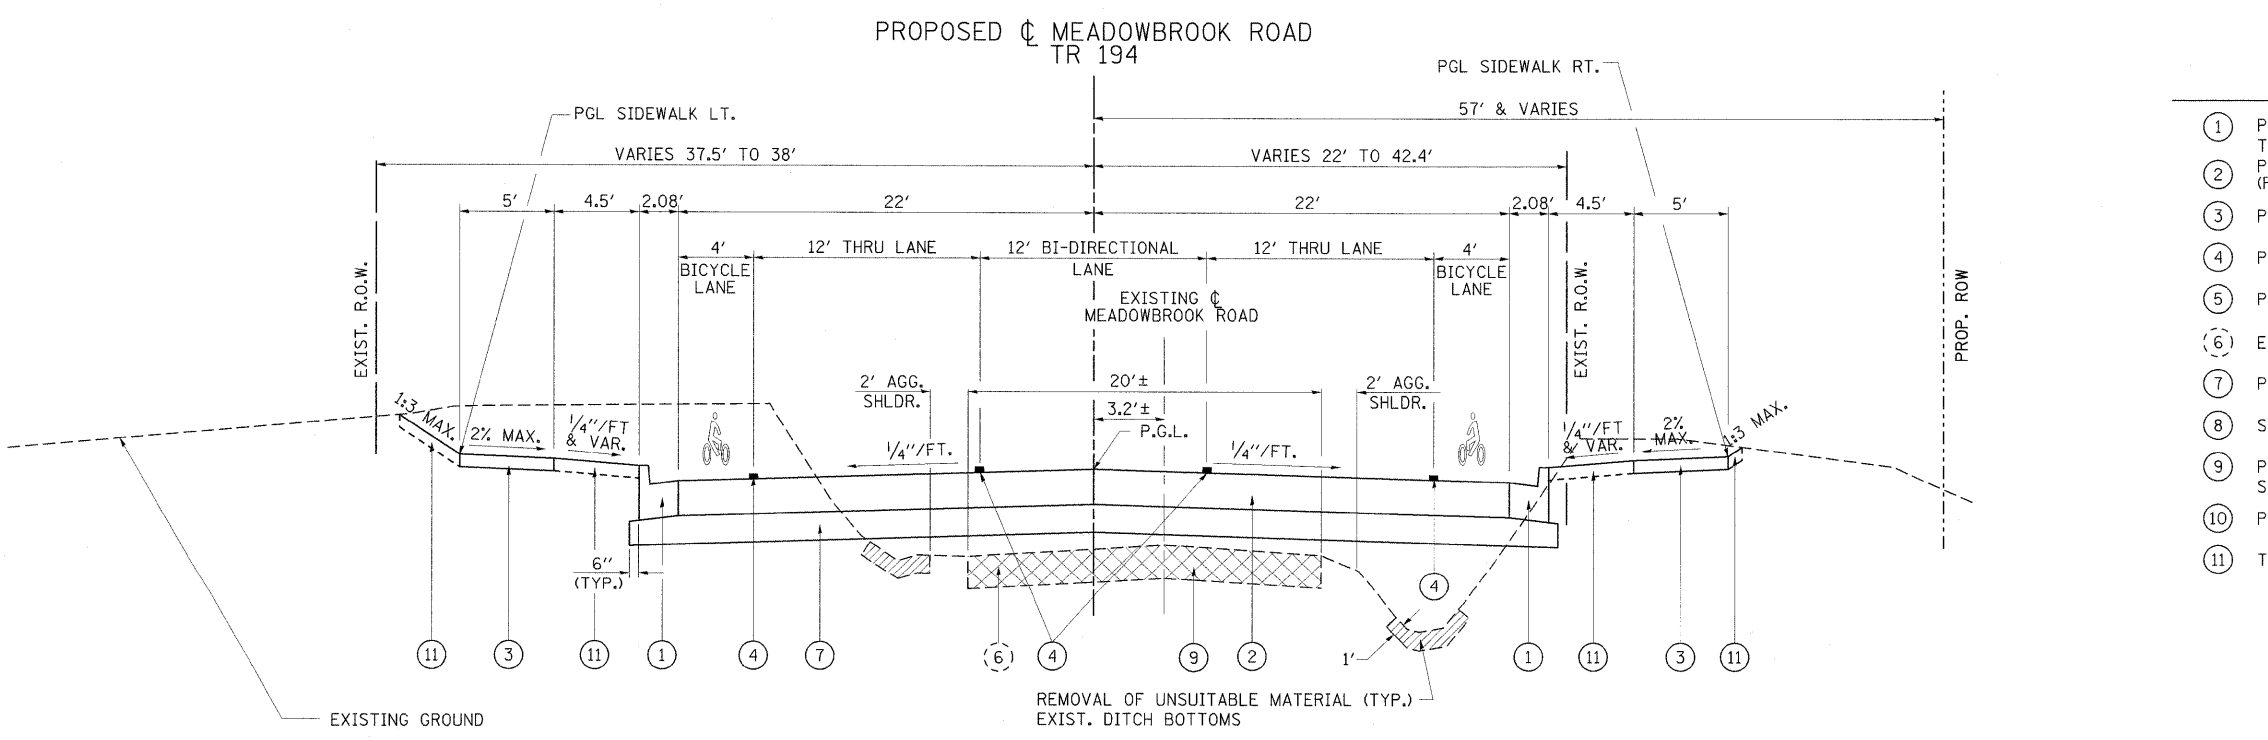 PROPOSED ℄ MEADOWBROOK ROAD
TR 194
PGL SIDEWALK RT.
PGL SIDEWALK LT.
57' & VARIES
VARIES 37.5' TO 38'
VARIES 22' TO 42.4'
5'
4.5'
2.08'
22'
22'
2.08'
4.5'
5'
4'
BICYCLE
LANE
12' THRU LANE
12' BI-DIRECTIONAL
LANE
12' THRU LANE
4'
BICYCLE
LANE
EXIST. R.O.W.
EXISTING ℄
MEADOWBROOK ROAD
EXIST. R.O.W.
PROP. ROW
2' AGG.
SHLDR.
20'±
2' AGG.
SHLDR.
3.2'±
P.G.L.
1:3 MAX.
2% MAX.
1/4"/FT
& VAR.
1/4"/FT.
1/4"/FT.
1/4"/FT
& VAR.
2%
MAX.
1:3 MAX.
6"
(TYP.)
4
11
3
11
1
4
7
6
4
9
2
1'
1
11
3
11
REMOVAL OF UNSUITABLE MATERIAL (TYP.)
EXIST. DITCH BOTTOMS
EXISTING GROUND
1 P
T
2 P
(F
3 P
4 P
5 P
6 E
7 P
8 S
9 P
S
10 P
11 T